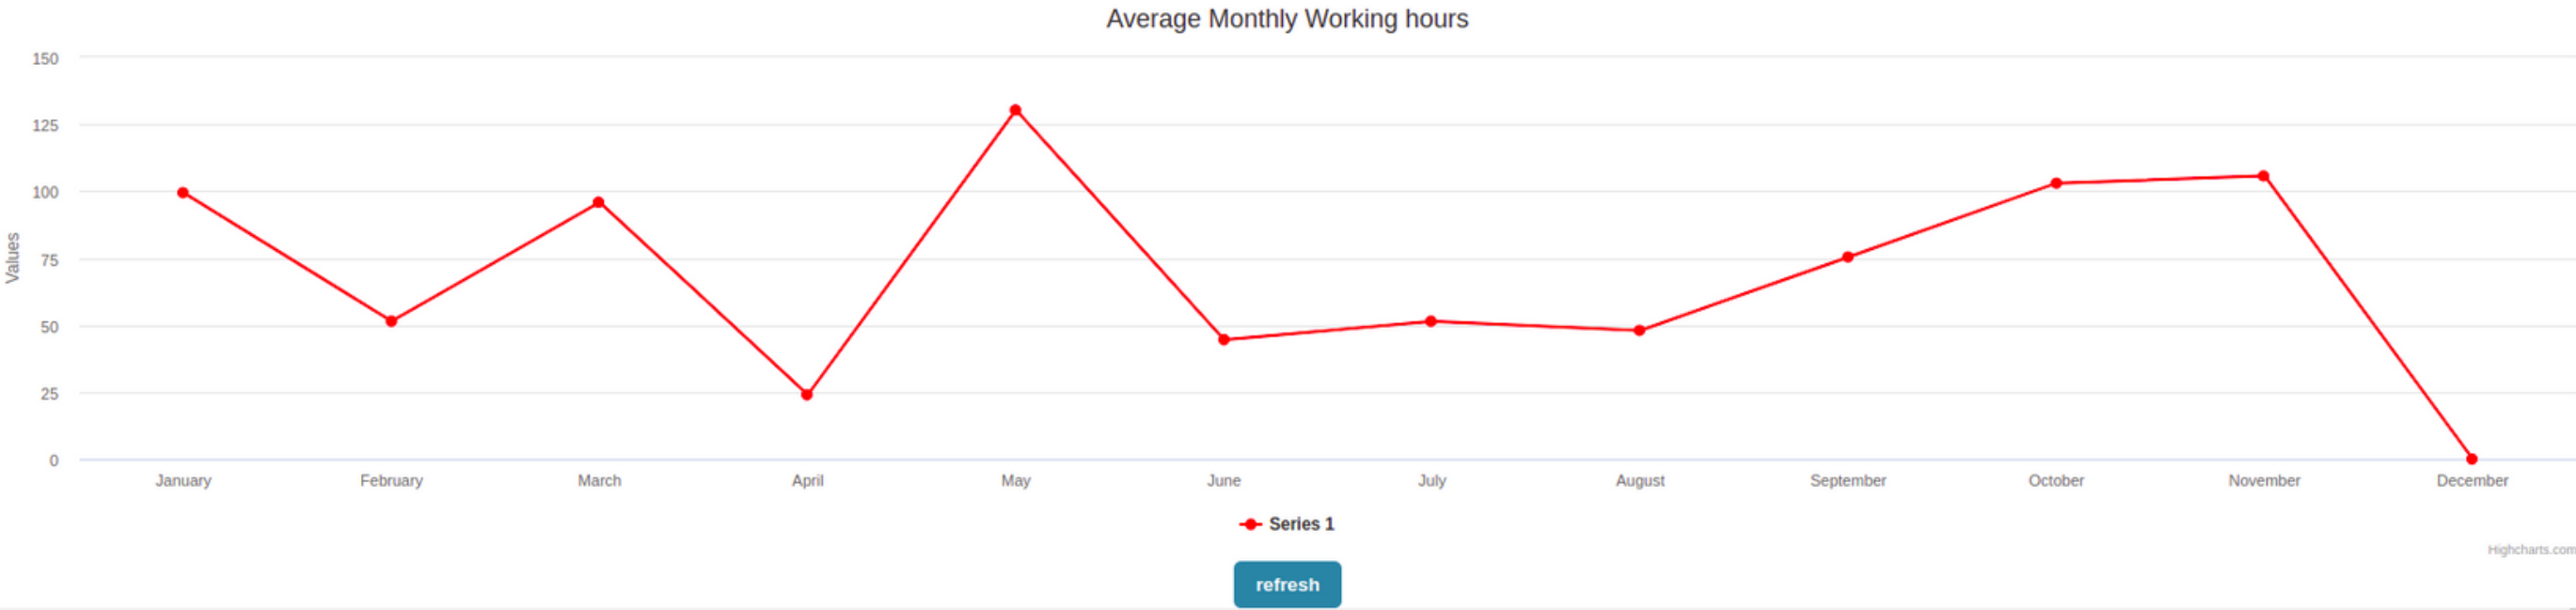 Average Monthly Working hours
150
125
100
75
50
25
0
Values
January February March April May June July August September October November December
Series 1
Highcharts.com
refresh